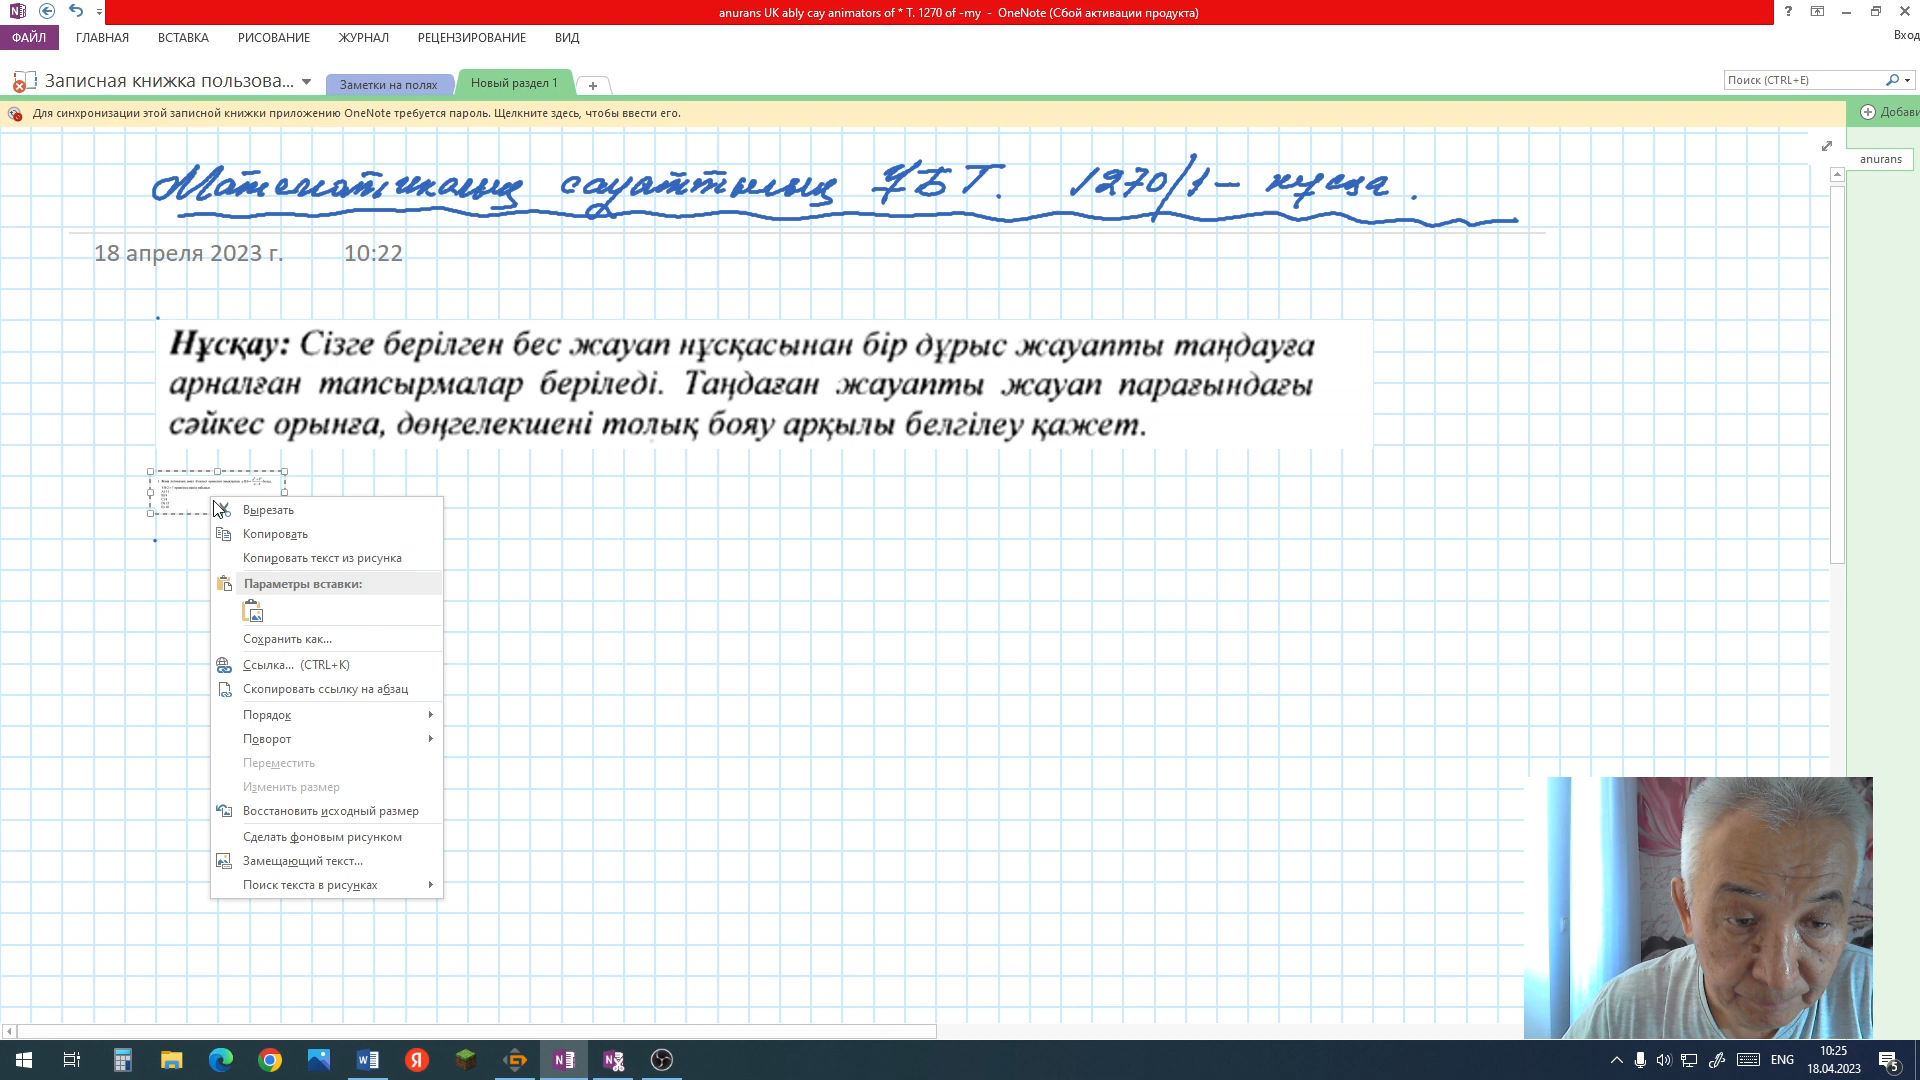 anurans UK ably cay animators of * T. 1270 of -my - OneNote (Сбой активации продукта)
ФАЙЛ ГЛАВНАЯ ВСТАВКА РИСОВАНИЕ ЖУРНАЛ РЕЦЕНЗИРОВАНИЕ ВИД
Вход
Записная книжка пользова... Заметки на полях Новый раздел 1
Поиск (CTRL+E)
Для синхронизации этой записной книжки приложению OneNote требуется пароль. Щелкните здесь, чтобы ввести его.
Добави
anurans
Математикалық сауаттылық ҰБТ. 1270/1 - нұсқа.
18 апреля 2023 г. 10:22
Нұсқау: Сізге берілген бес жауап нұсқасынан бір дұрыс жауапты таңдауға
арналған тапсырмалар беріледі. Таңдаған жауапты жауап парағындағы
сәйкес орынға, дөңгелекшені толық бояу арқылы белгілеу қажет.
Вырезать
Копировать
Копировать текст из рисунка
Параметры вставки:
Сохранить как...
Ссылка... (CTRL+K)
Скопировать ссылку на абзац
Порядок
Поворот
Переместить
Изменить размер
Восстановить исходный размер
Сделать фоновым рисунком
Замещающий текст...
Поиск текста в рисунках
ENG
10:25
18.04.2023
5